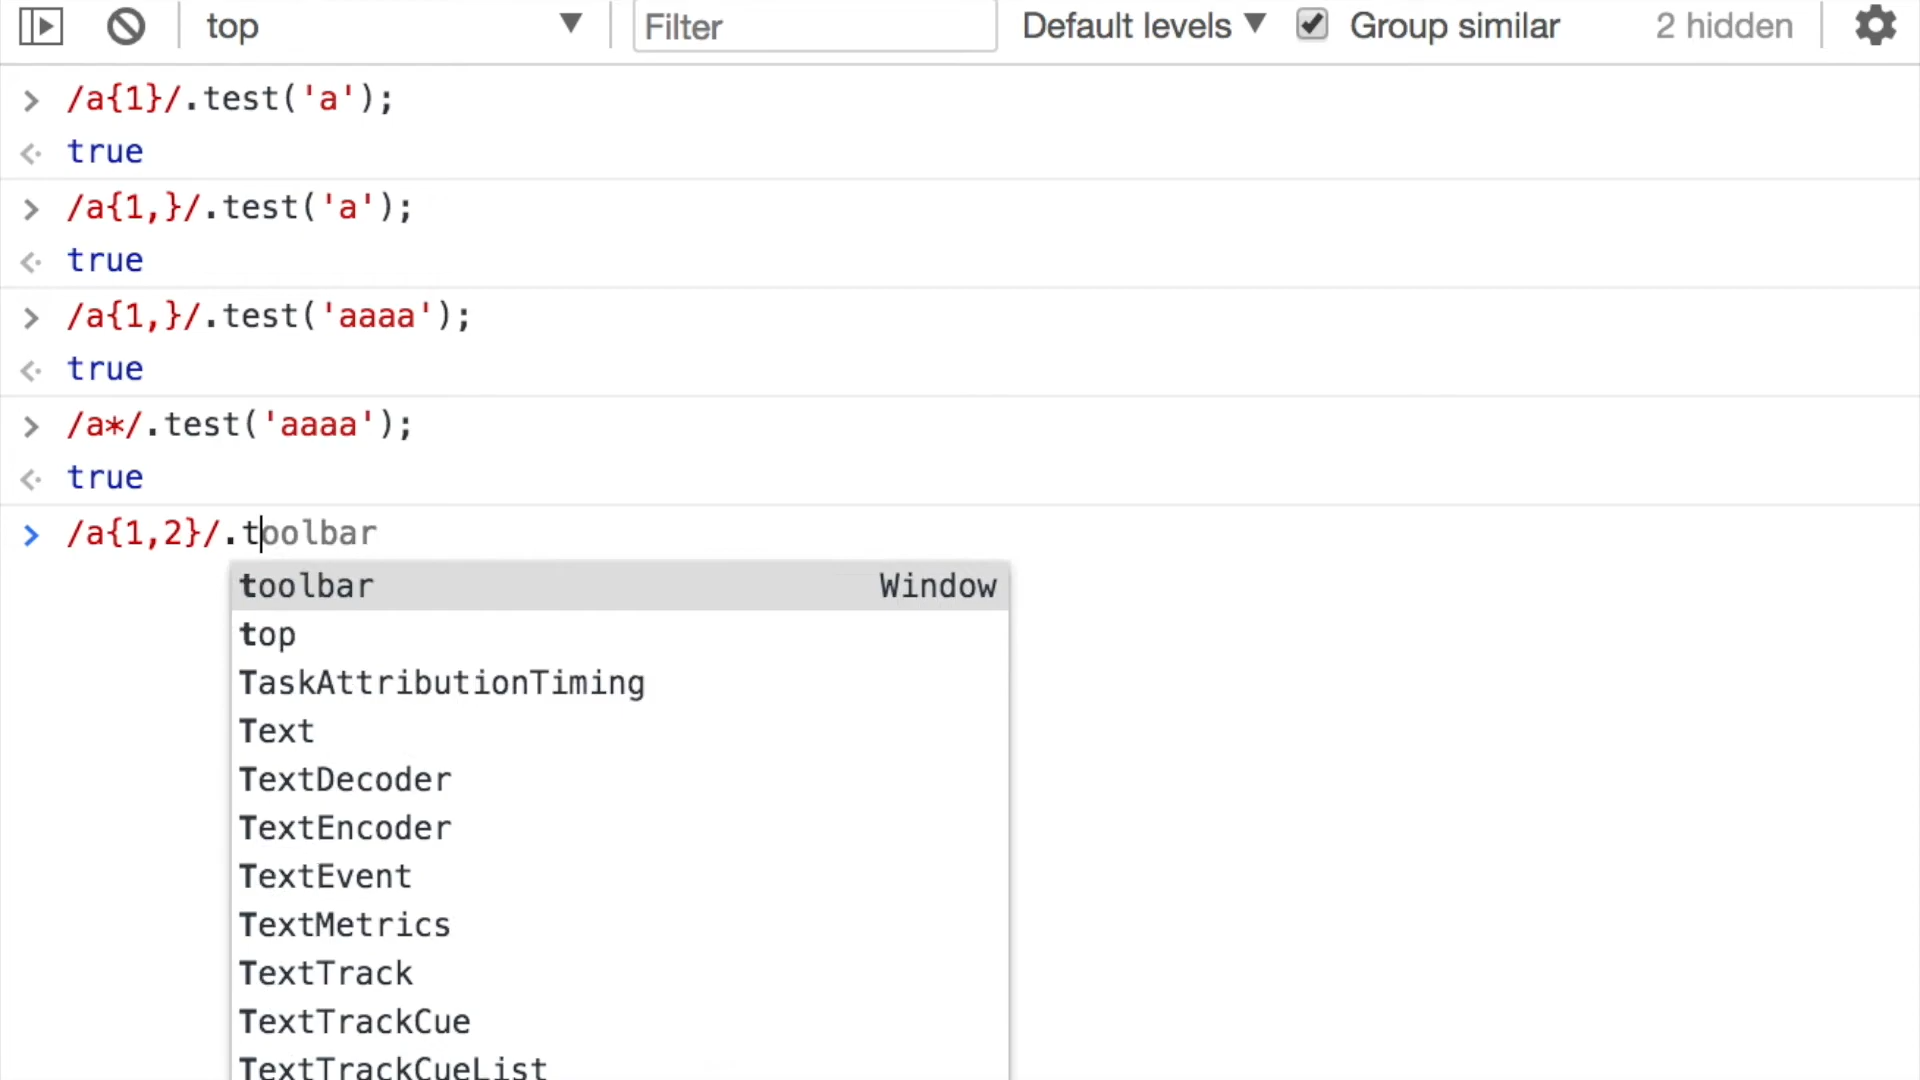 top Filter Default levels Group similar 2 hidden
> /a{1}/.test('a');
true
> /a{1,}/.test('a');
true
> /a{1,}/.test('aaaa');
true
> /a*/.test('aaaa');
true
> /a{1,2}/.toolbar
toolbar Window
top
TaskAttributionTiming
Text
TextDecoder
TextEncoder
TextEvent
TextMetrics
TextTrack
TextTrackCue
TextTrackCueList